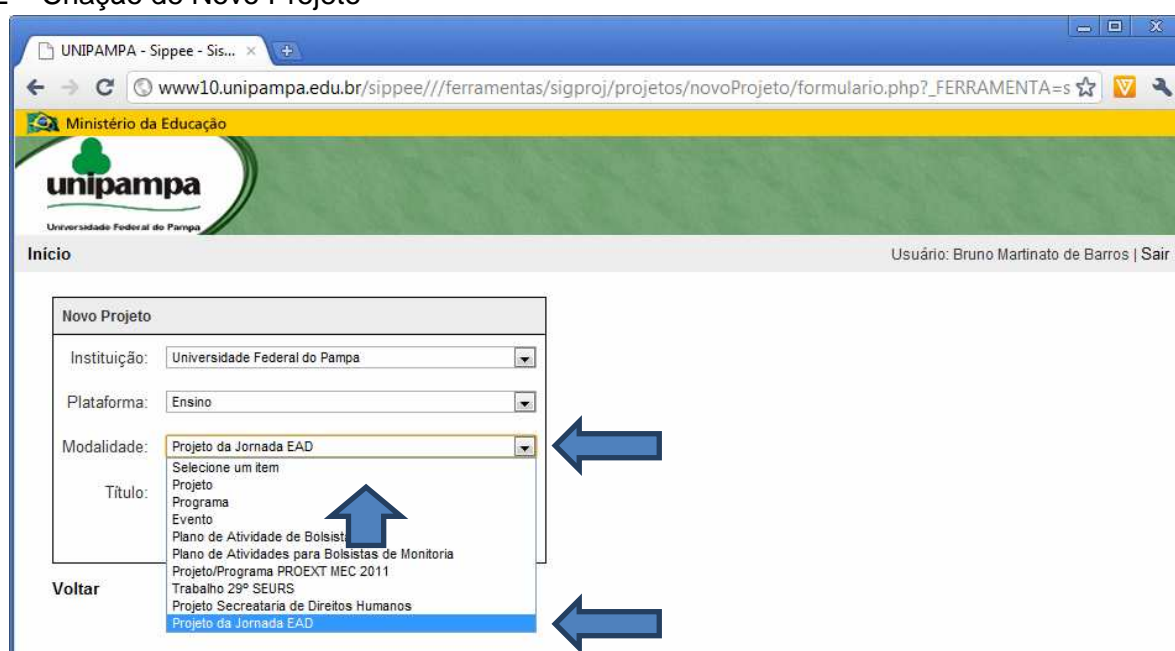 Criação de Novo Projeto
UNIPAMPA - Sippee - Sis...
www10.unipampa.edu.br/sippee///ferramentas/sigproj/projetos/novoProjeto/formulario.php?_FERRAMENTA=s
Ministério da Educação
unipampa
Universidade Federal do Pampa
Início
Usuário: Bruno Martinato de Barros | Sair
Novo Projeto
Instituição: Universidade Federal do Pampa
Plataforma: Ensino
Modalidade: Projeto da Jornada EAD
Selecione um item
Título:
Projeto
Programa
Evento
Plano de Atividade de Bolsist
Plano de Atividades para Bolsistas de Monitoria
Projeto/Programa PROEXT MEC 2011
Voltar
Trabalho 29º SEURS
Projeto Secreataria de Direitos Humanos
Projeto da Jornada EAD